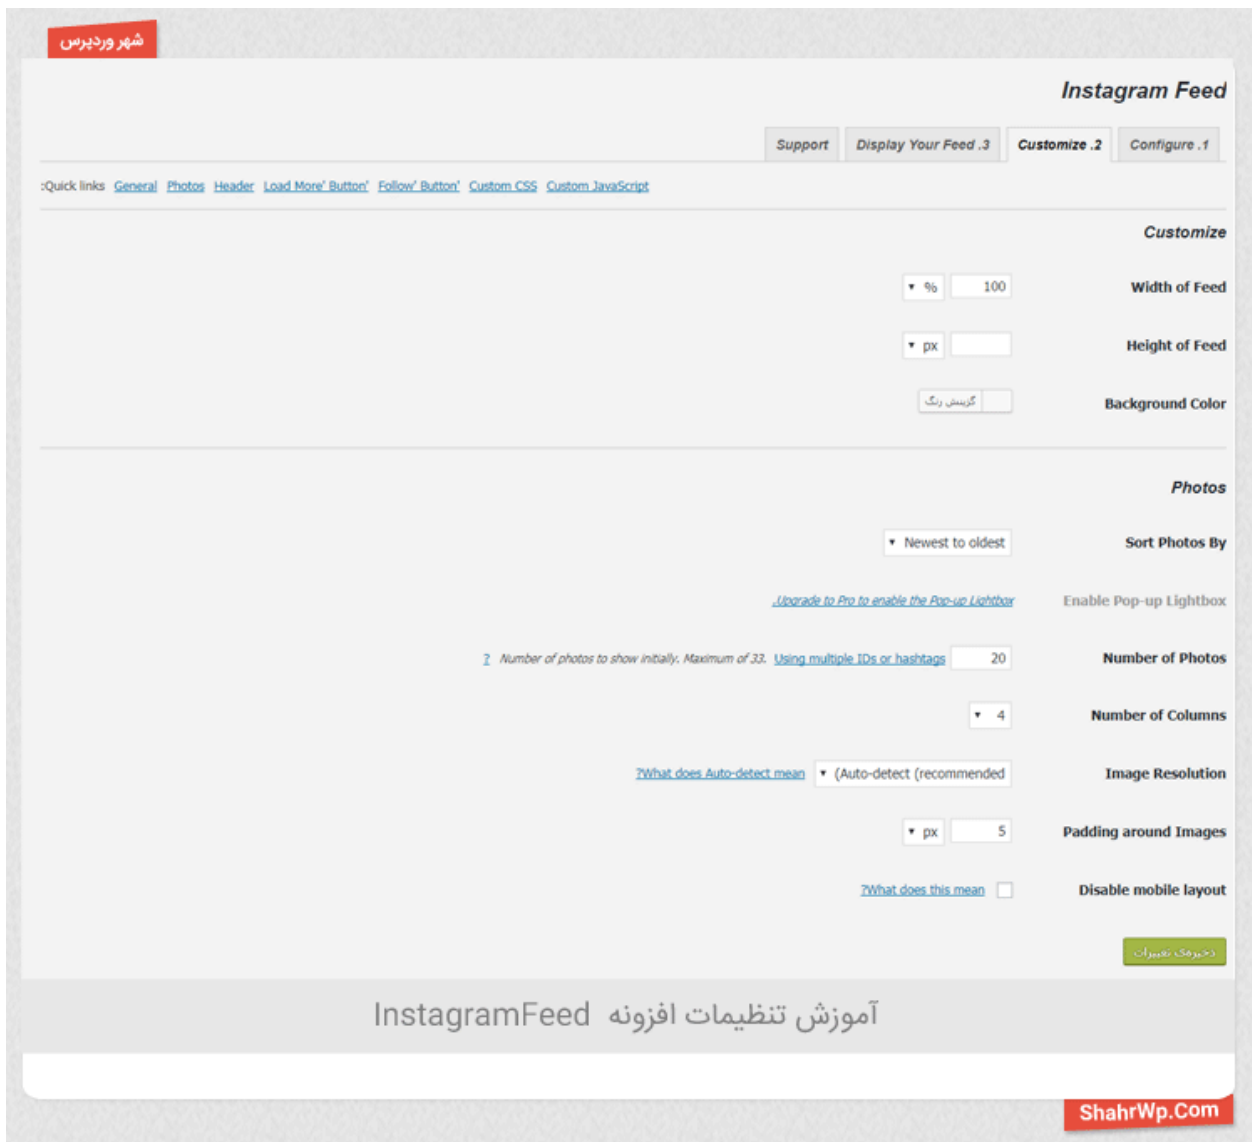 شهر وردپرس
Instagram Feed
Configure .1 Customize .2 Display Your Feed .3 Support
:Quick links General Photos Header Load More' Button' Follow' Button' Custom CSS Custom JavaScript
Customize
Width of Feed 100 %
Height of Feed px
Background Color گزینش رنگ
Photos
Sort Photos By Newest to oldest
Enable Pop-up Lightbox .Upgrade to Pro to enable the Pop-up Lightbox
Number of Photos 20 Using multiple IDs or hashtags Number of photos to show initially. Maximum of 33. ?
Number of Columns 4
Image Resolution (Auto-detect (recommended ?What does Auto-detect mean
Padding around Images 5 px
Disable mobile layout ?What does this mean
ذخیره‌ی تغییرات
آموزش تنظیمات افزونه InstagramFeed
ShahrWp.Com